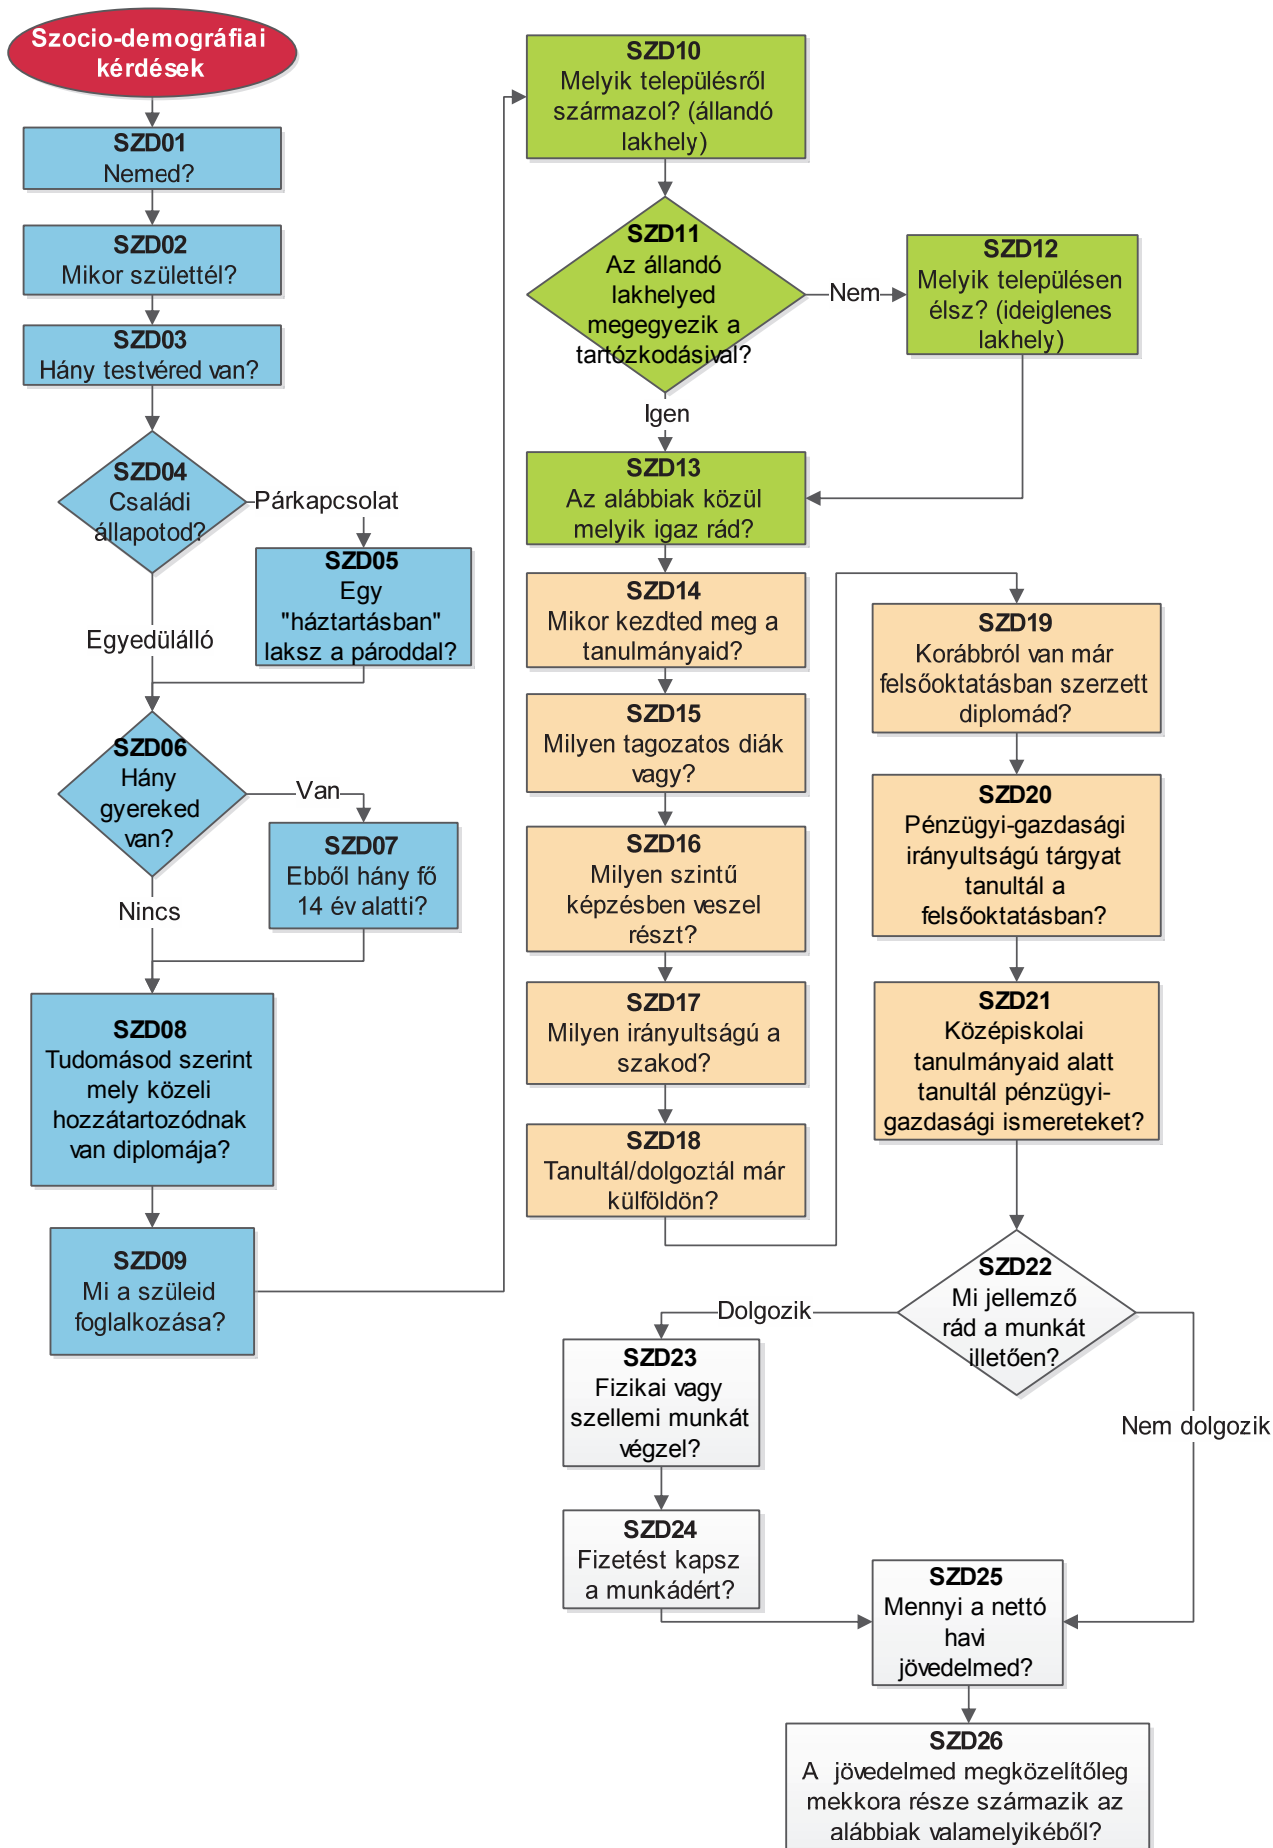 Szocio-demográfiai
kérdések
SZD01
Nemed?
SZD02
Mikor születtél?
SZD03
Hány testvéred van?
SZD04
Családi
állapotod?
Párkapcsolat
SZD05
Egy
"háztartásban"
laksz a pároddal?
Egyedülálló
SZD06
Hány
gyereked
van?
Van
SZD07
Ebből hány fő
14 év alatti?
Nincs
SZD08
Tudomásod szerint
mely közeli
hozzátartozódnak
van diplomája?
SZD09
Mi a szüleid
foglalkozása?
SZD10
Melyik településről
származol? (állandó
lakhely)
SZD11
Az állandó
lakhelyed
megegyezik a
tartózkodásival?
Nem
SZD12
Melyik településen
élsz? (ideiglenes
lakhely)
Igen
SZD13
Az alábbiak közül
melyik igaz rád?
SZD14
Mikor kezdted meg a
tanulmányaid?
SZD15
Milyen tagozatos diák
vagy?
SZD16
Milyen szintű
képzésben veszel
részt?
SZD17
Milyen irányultságú a
szakod?
SZD18
Tanultál/dolgoztál már
külföldön?
SZD19
Korábbról van már
felsőoktatásban szerzett
diplomád?
SZD20
Pénzügyi-gazdasági
irányultságú tárgyat
tanultál a
felsőoktatásban?
SZD21
Középiskolai
tanulmányaid alatt
tanultál pénzügyi-
gazdasági ismereteket?
SZD22
Mi jellemző
rád a munkát
illetően?
Dolgozik
SZD23
Fizikai vagy
szellemi munkát
végzel?
Nem dolgozik
SZD24
Fizetést kapsz
a munkádért?
SZD25
Mennyi a nettó
havi
jövedelmed?
SZD26
A jövedelmed megközelítőleg
mekkora része származik az
alábbiak valamelyikéből?